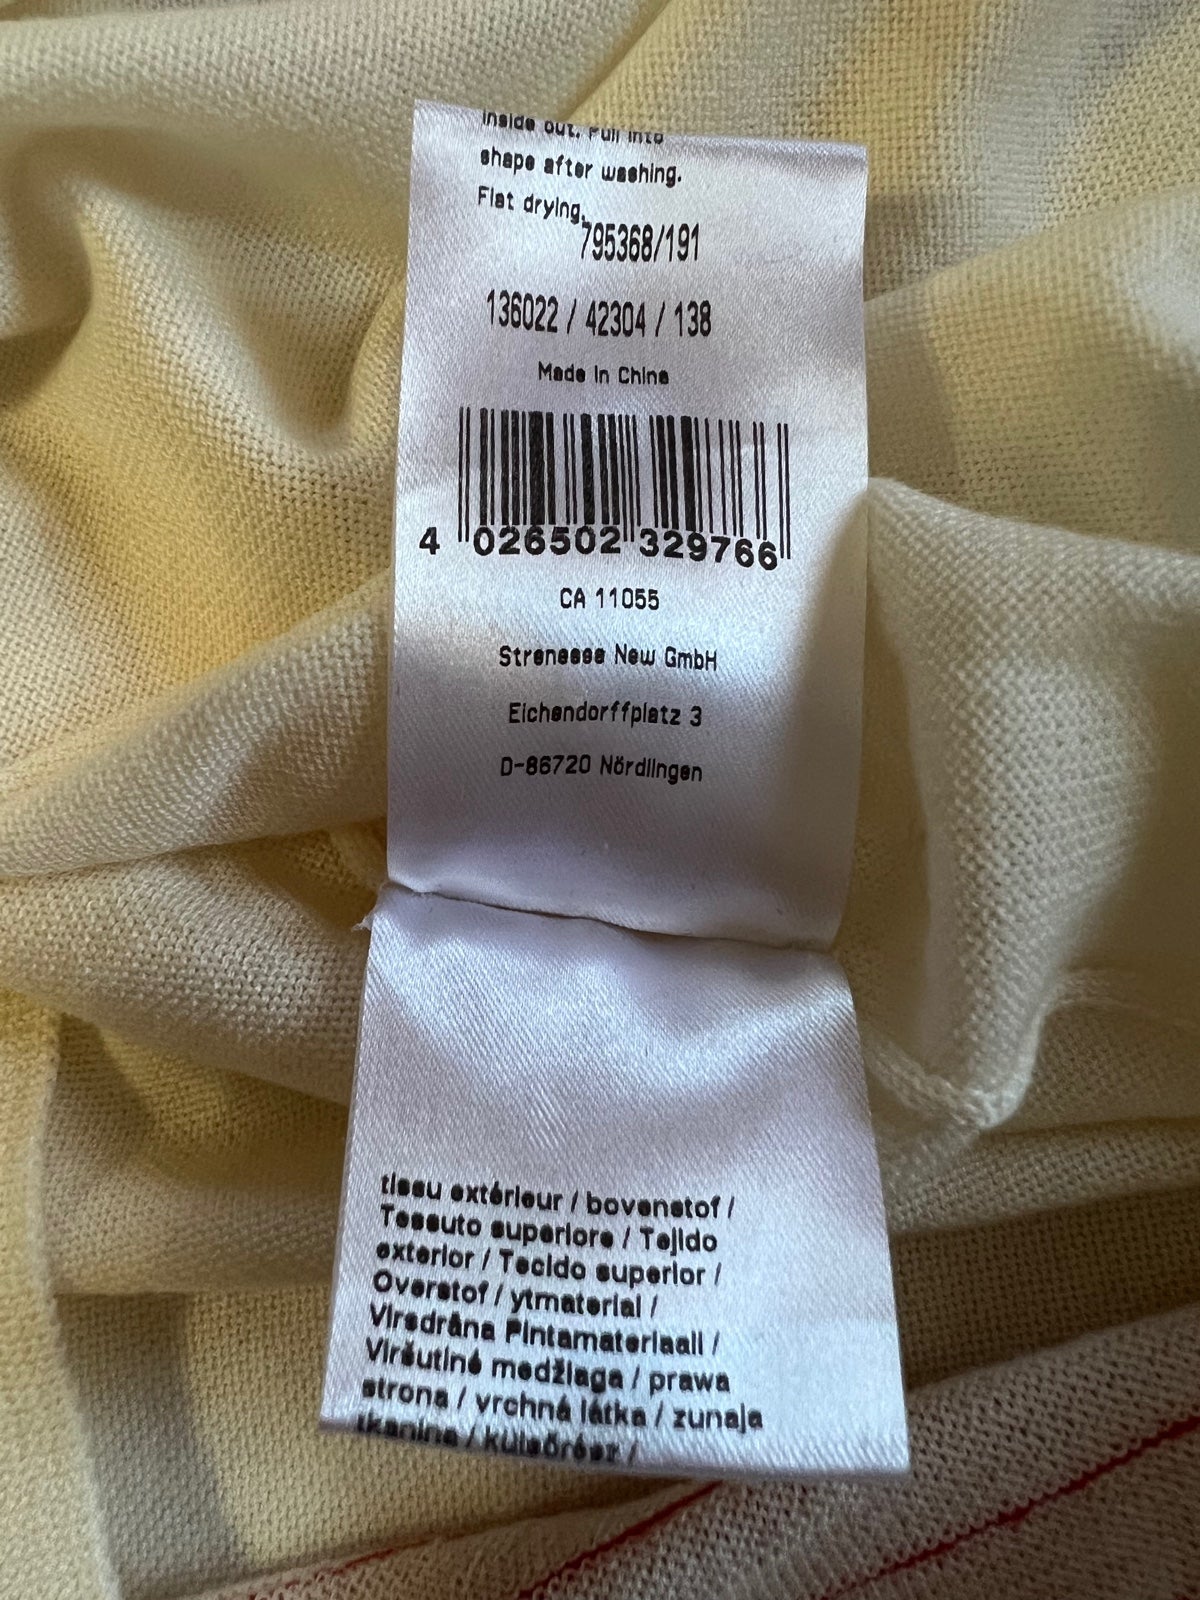 inside out. Pull into
shape after washing.
Flat drying.
795368/191
136022 / 42304 / 138
Made in China
4 026502 329766
CA 11055
Strenesse New GmbH
Eichendorffplatz 3
D-86720 Nördlingen
tissu extérieur / bovenstof /
Tessuto superiore / Tejido
exterior / Tecido superior /
Overstof / ytmaterial /
Virsdrāna Pintamateriaali /
Viršutinė medžiaga / prawa
strona / vrchná látka / zunaja
tkanina / külsőrész /